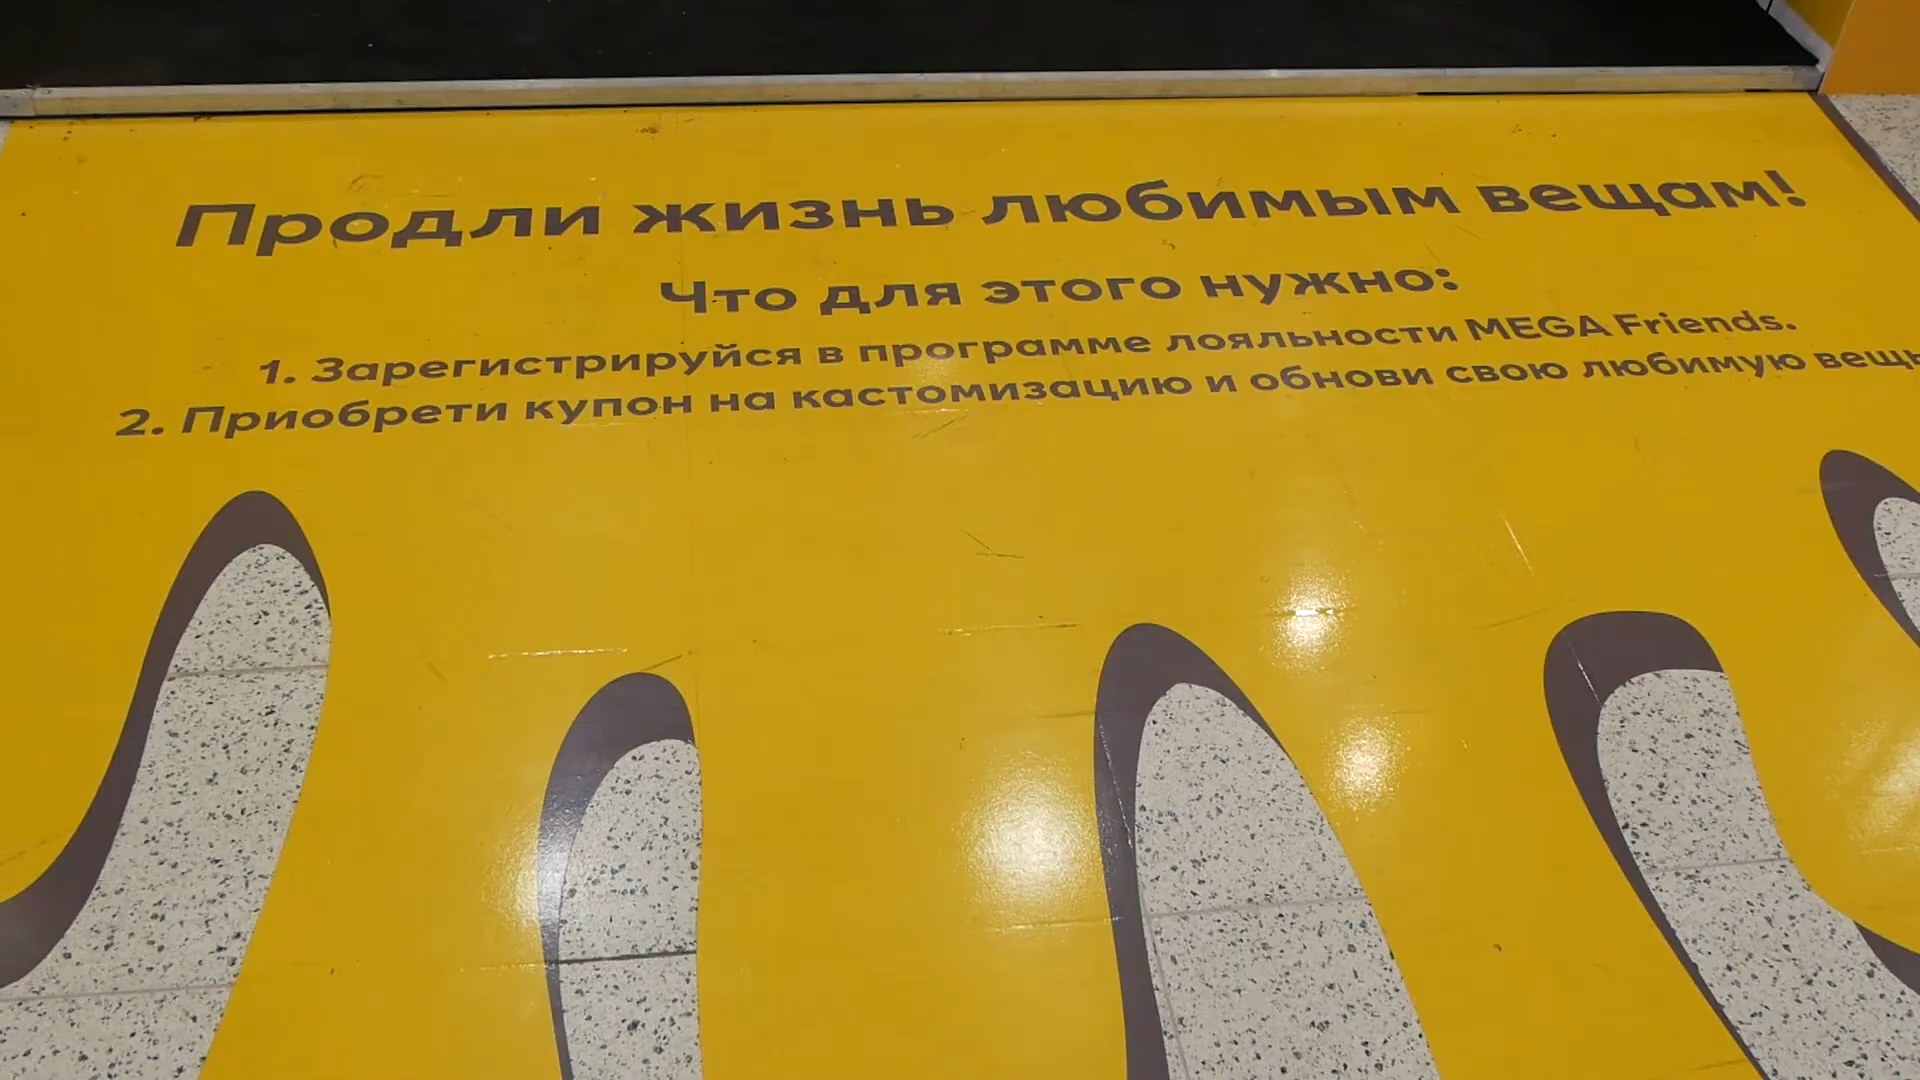 Продли жизнь любимым вещам!
Что для этого нужно:
1. Зарегистрируйся в программе лояльности MEGA Friends.
2. Приобрети купон на кастомизацию и обнови свою любимую вещь